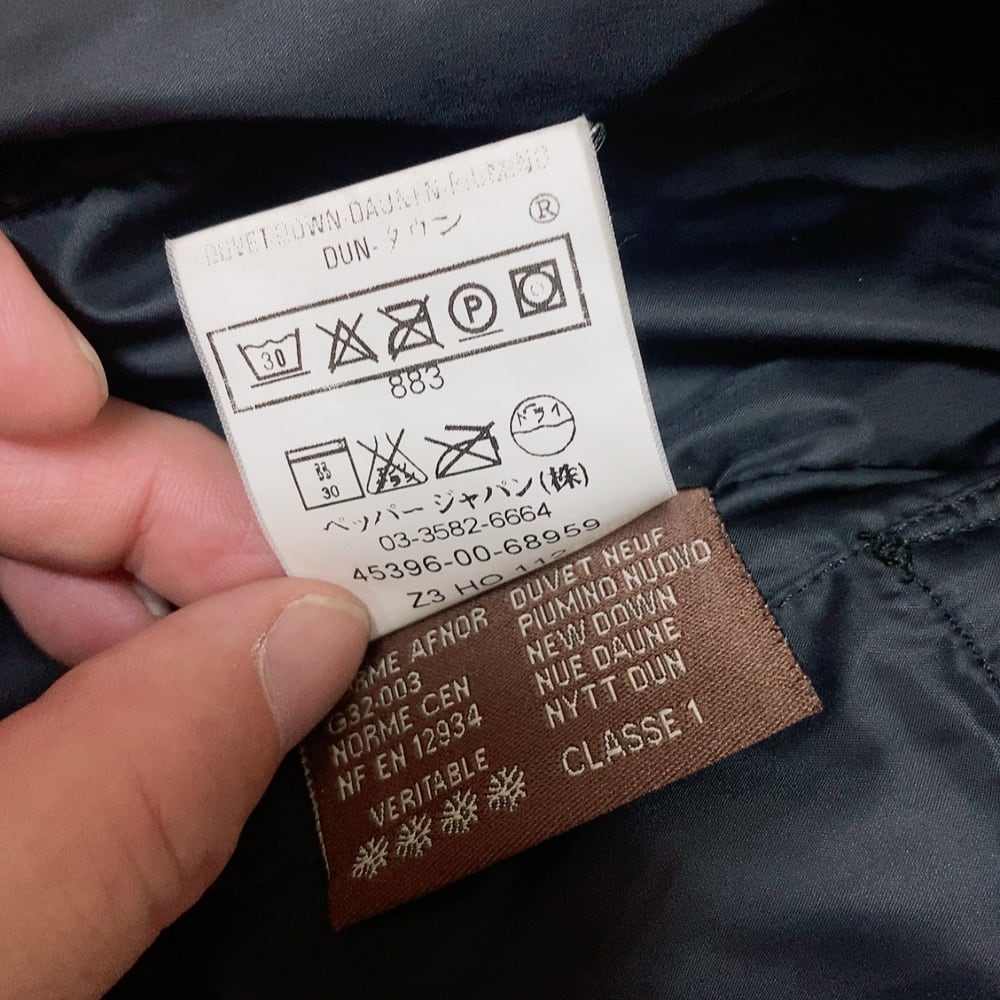 DUVET-DOWN-DAUNEN-PIUMINO
DUN-ダウン
®
30
P
883
30
ドライ
ペッパー ジャパン(株)
03-3582-6664
45396-00-68959
Z3 HO
AFNOR
G32.003
NORME CEN
NF EN 12934
VERITABLE
DUVET NEUF
PIUMINO NUOVO
NEW DOWN
NUE DAUNE
NYTT DUN
CLASSE 1